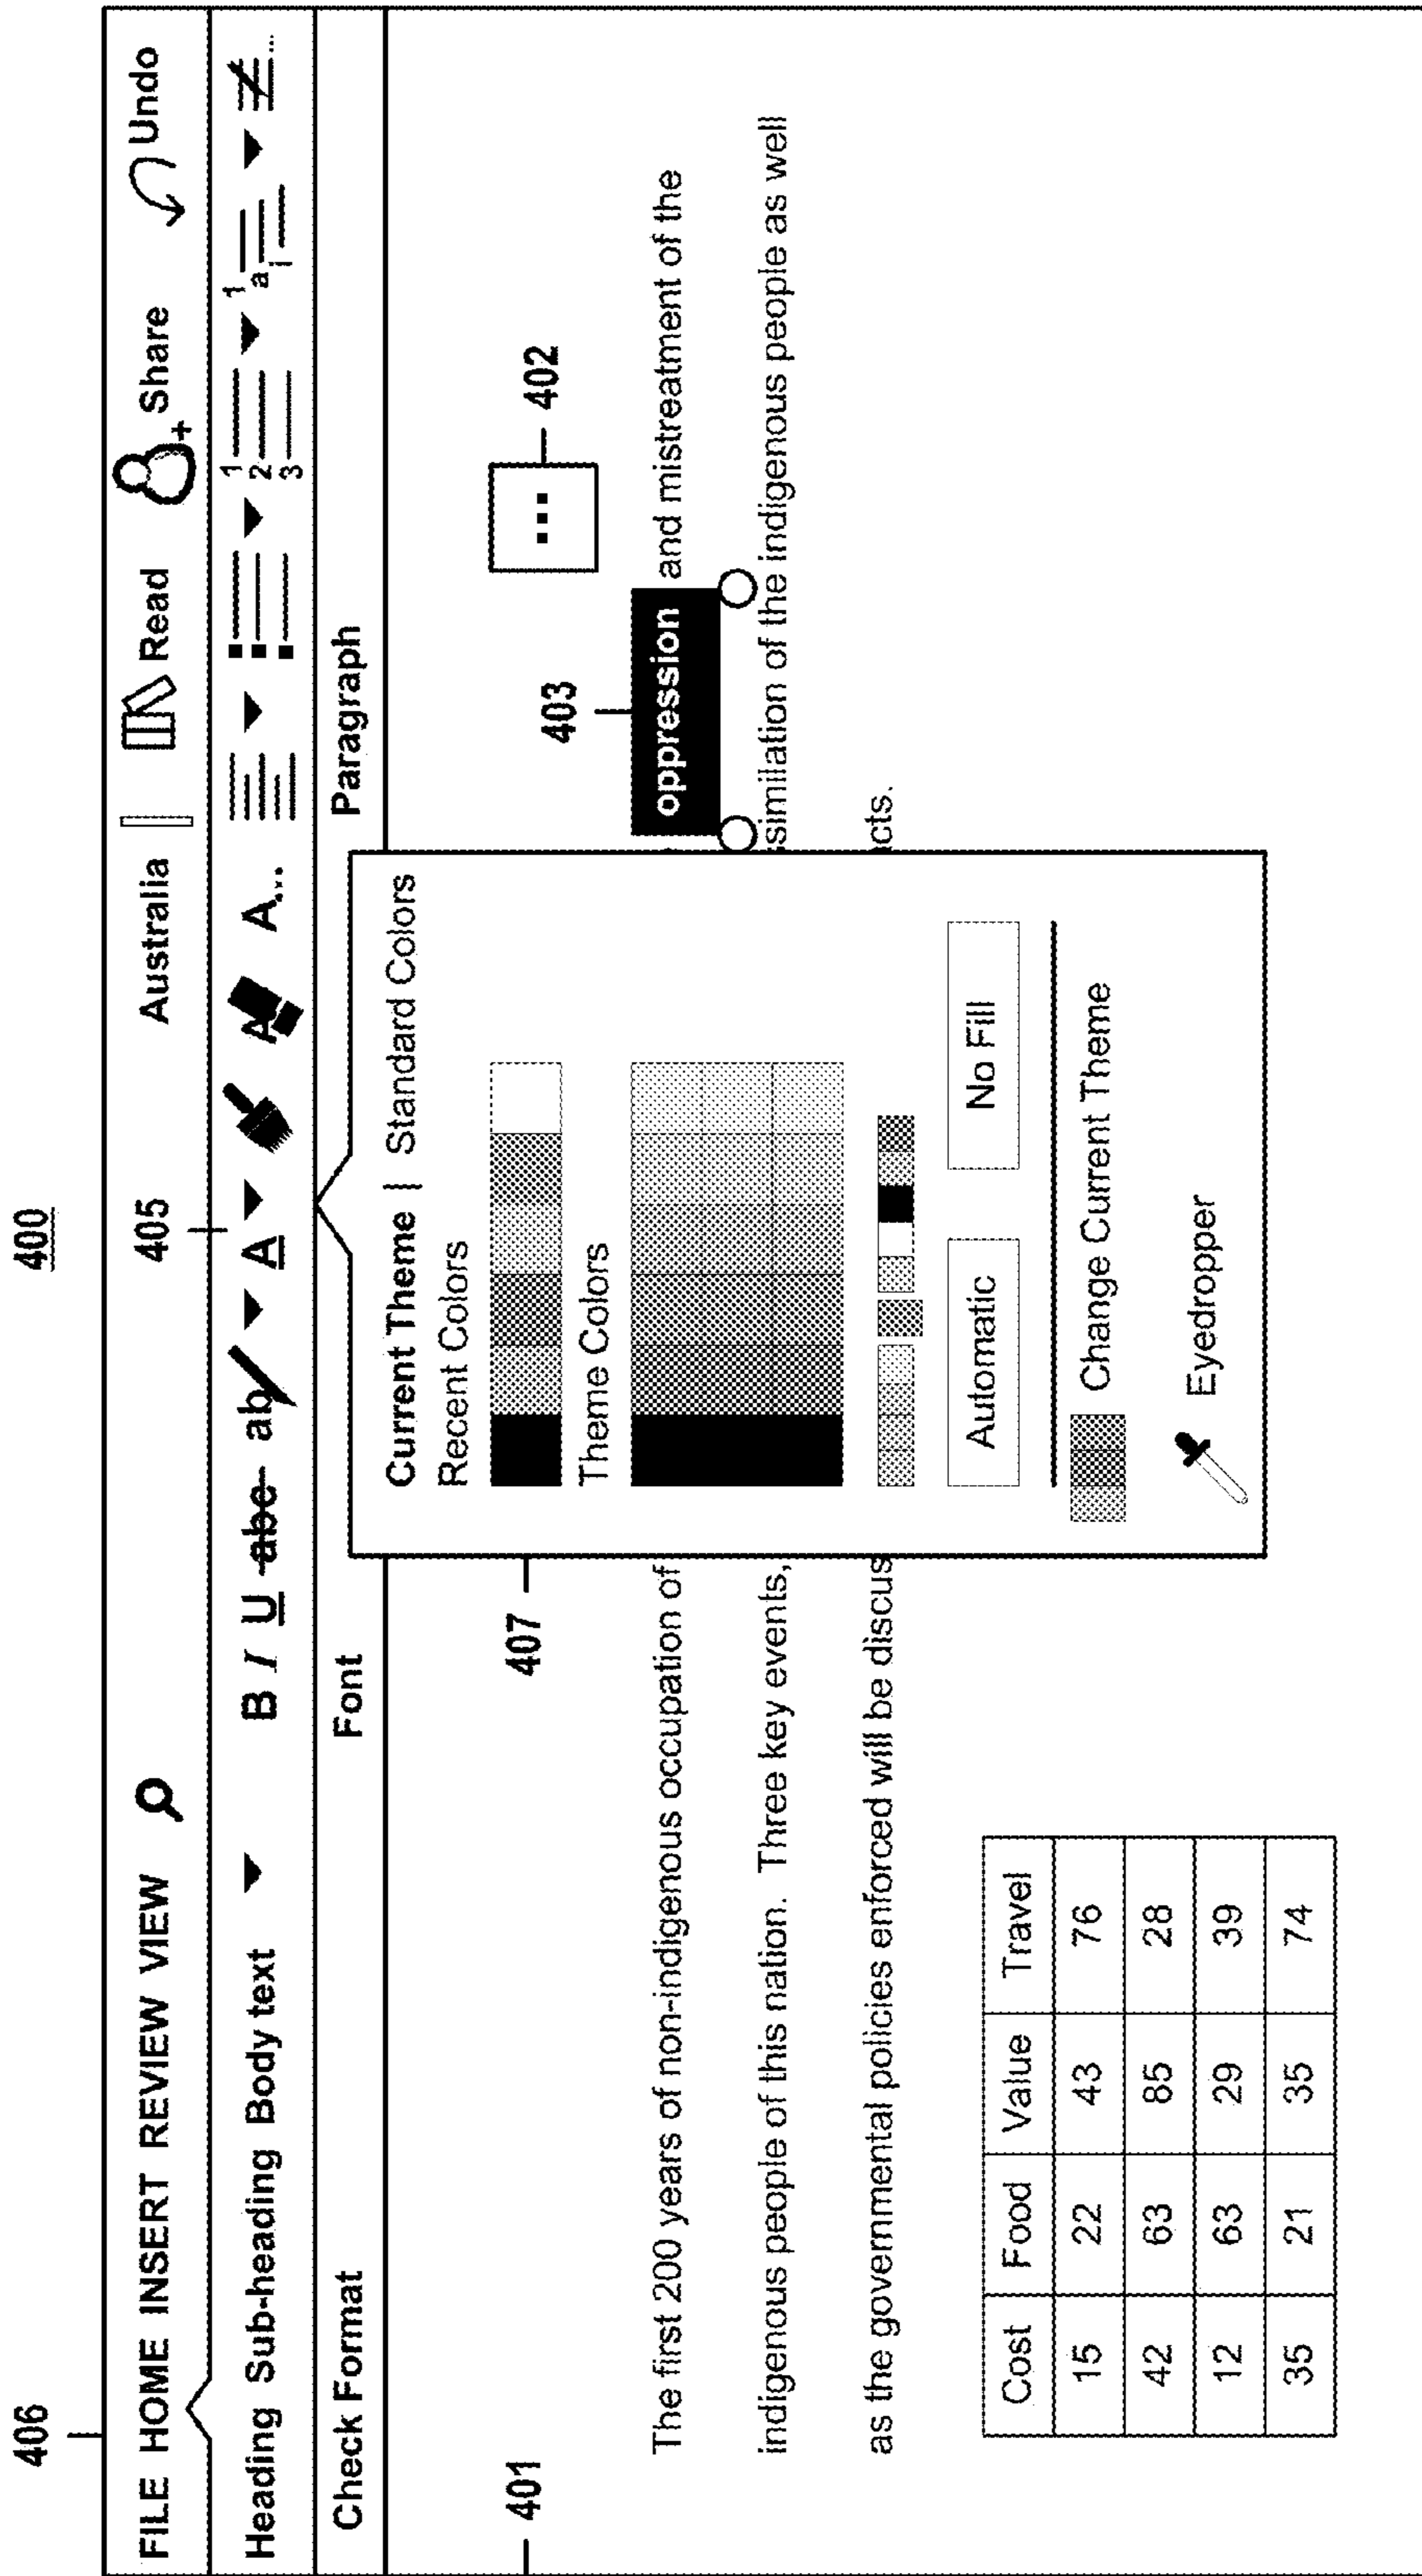 400
406
405
FILE HOME INSERT REVIEW VIEW Australia Read Share Undo
Heading Sub-heading Body text B I U abc ab A A A... 1 2 3 1 a i ...
Check Format Font Paragraph
401
407
403
402
...
Current Theme | Standard Colors
Recent Colors
Theme Colors
Automatic No Fill
Change Current Theme
Eyedropper
The first 200 years of non-indigenous occupation of oppression and mistreatment of the
indigenous people of this nation. Three key events, ssimilation of the indigenous people as well
as the governmental policies enforced will be discus cts.
Cost Food Value Travel
15 22 43 76
42 63 85 28
12 63 29 39
35 21 35 74